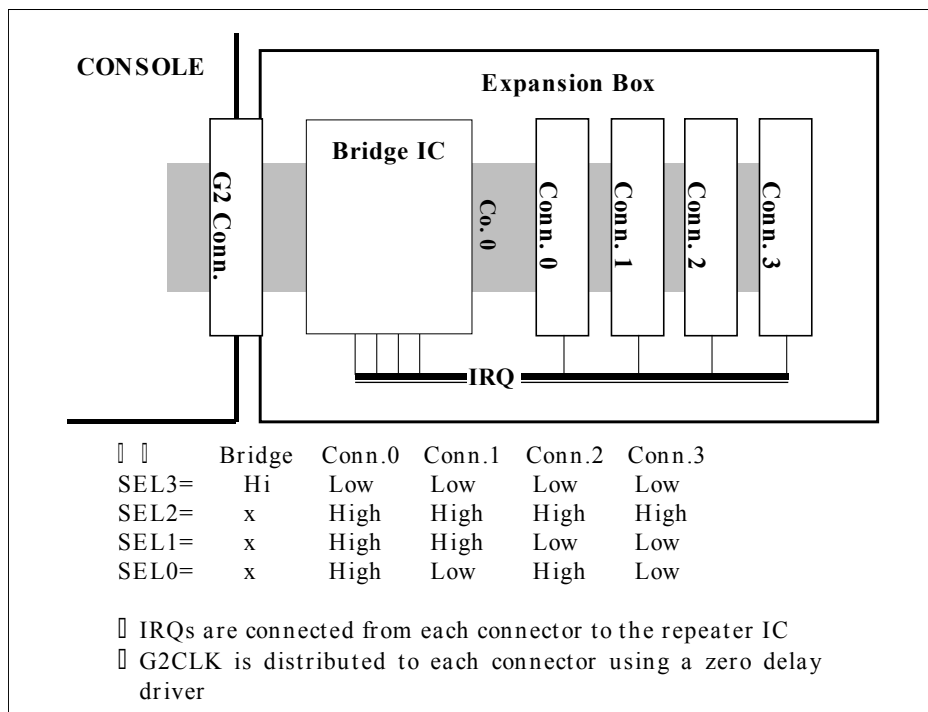 CONSOLE
Expansion Box
Bridge IC
G2 Conn.
Co. 0
Conn. 0
Conn. 1
Conn. 2
Conn. 3
IRQ
Bridge Conn.0 Conn.1 Conn.2 Conn.3
SEL3= Hi Low Low Low Low
SEL2= x High High High High
SEL1= x High High Low Low
SEL0= x High Low High Low
IRQs are connected from each connector to the repeater IC
G2CLK is distributed to each connector using a zero delay
driver